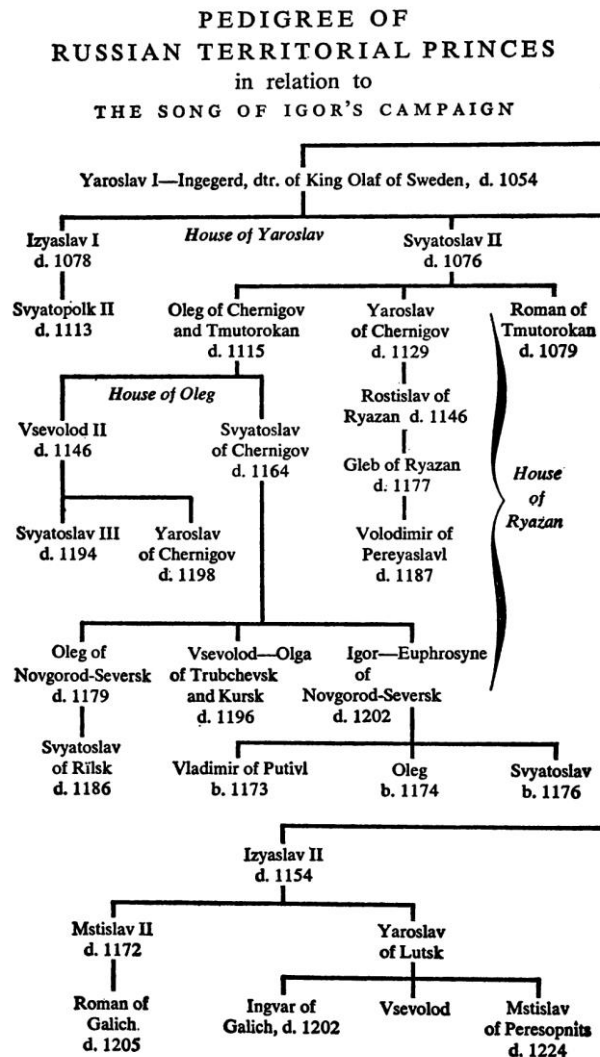 PEDIGREE OF
RUSSIAN TERRITORIAL PRINCES
in relation to
THE SONG OF IGOR'S CAMPAIGN
Yaroslav I—Ingegerd, dtr. of King Olaf of Sweden, d. 1054
House of Yaroslav
Izyaslav I
d. 1078
Svyatoslav II
d. 1076
Svyatopolk II
d. 1113
Oleg of Chernigov
and Tmutorokan
d. 1115
Yaroslav
of Chernigov
d. 1129
Roman of
Tmutorokan
d. 1079
House of Oleg
Vsevolod II
d. 1146
Svyatoslav
of Chernigov
d. 1164
Rostislav of
Ryazan d. 1146
Gleb of Ryazan
d. 1177
House
of
Ryazan
Svyatoslav III
d. 1194
Yaroslav
of Chernigov
d. 1198
Volodimir of
Pereyaslavl
d. 1187
Oleg of
Novgorod-Seversk
d. 1179
Vsevolod—Olga
of Trubchevsk
and Kursk
d. 1196
Igor—Euphrosyne
of
Novgorod-Seversk
d. 1202
Svyatoslav
of Rïlsk
d. 1186
Vladimir of Putivl
b. 1173
Oleg
b. 1174
Svyatoslav
b. 1176
Izyaslav II
d. 1154
Mstislav II
d. 1172
Yaroslav
of Lutsk
Roman of
Galich.
d. 1205
Ingvar of
Galich, d. 1202
Vsevolod
Mstislav
of Peresopnits
d. 1224